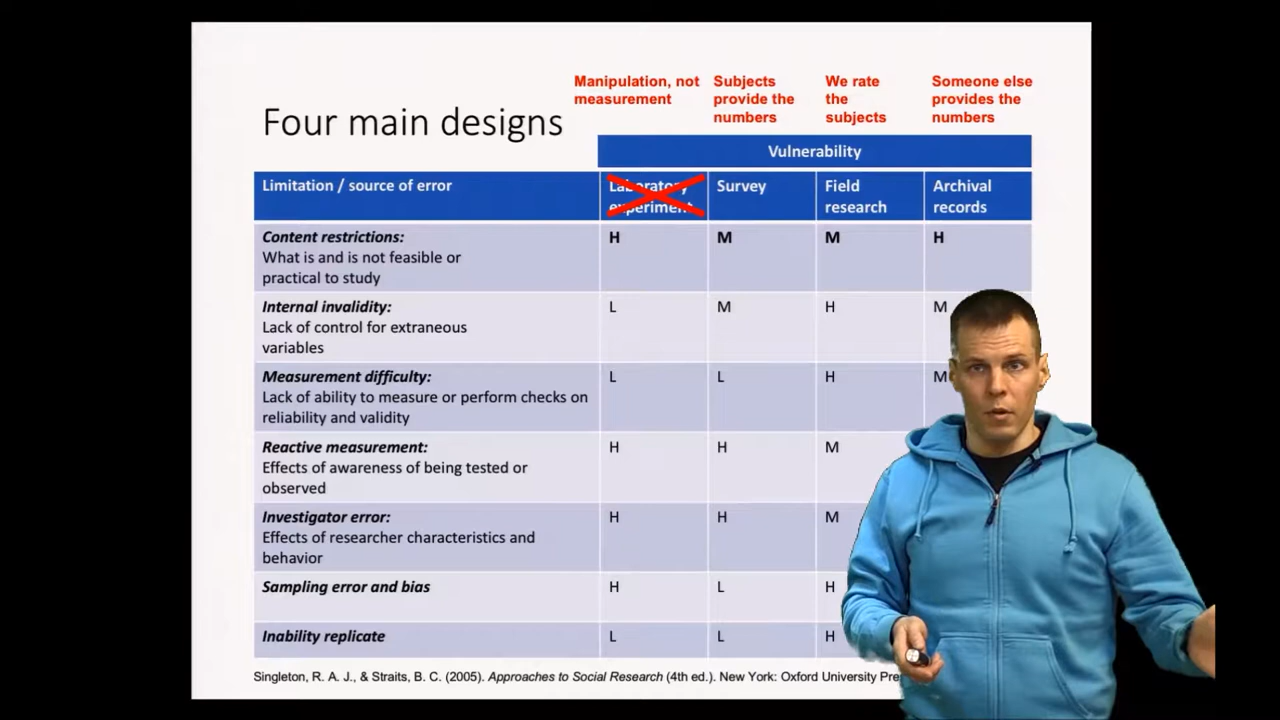 Manipulation, not
measurement
Subjects
provide the
numbers
We rate
the
subjects
Someone else
provides the
numbers
Four main designs
Vulnerability
Limitation / source of error
Laboratory
experiment
Survey
Field
research
Archival
records
Content restrictions:
What is and is not feasible or
practical to study
H
M
M
H
Internal invalidity:
Lack of control for extraneous
variables
L
M
H
M
Measurement difficulty:
Lack of ability to measure or perform checks on
reliability and validity
L
L
H
M
Reactive measurement:
Effects of awareness of being tested or
observed
H
H
M
Investigator error:
Effects of researcher characteristics and
behavior
H
H
M
Sampling error and bias
H
L
H
Inability replicate
L
L
H
Singleton, R. A. J., & Straits, B. C. (2005). Approaches to Social Research (4th ed.). New York: Oxford University